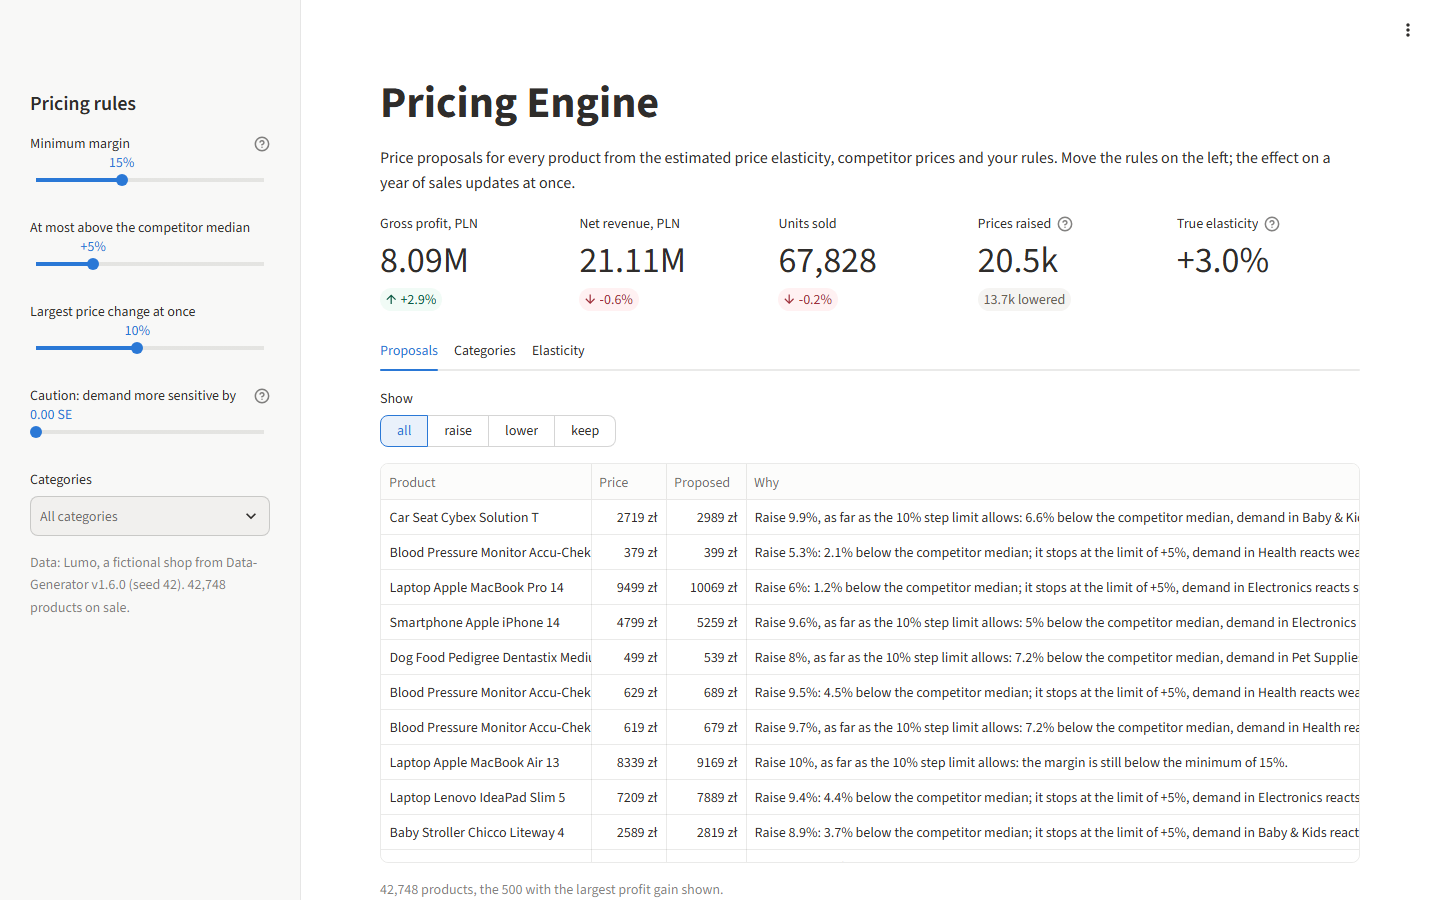 Pricing rules
Minimum margin
15%
At most above the competitor median
+5%
Largest price change at once
10%
Caution: demand more sensitive by
0.00 SE
Categories
All categories
Data: Lumo, a fictional shop from Data-
Generator v1.6.0 (seed 42). 42,748
products on sale.
Pricing Engine
Price proposals for every product from the estimated price elasticity, competitor prices and your rules. Move the rules on the left; the effect on a
year of sales updates at once.
Gross profit, PLN
8.09M
+2.9%
Net revenue, PLN
21.11M
-0.6%
Units sold
67,828
-0.2%
Prices raised
20.5k
13.7k lowered
True elasticity
+3.0%
Proposals Categories Elasticity
Show
all raise lower keep
Product Price Proposed Why
Car Seat Cybex Solution T 2719 zł 2989 zł Raise 9.9%, as far as the 10% step limit allows: 6.6% below the competitor median, demand in Baby &
Blood Pressure Monitor Accu-Chek 379 zł 399 zł Raise 5.3%: 2.1% below the competitor median; it stops at the limit of +5%, demand in Health reacts
Laptop Apple MacBook Pro 14 9499 zł 10069 zł Raise 6%: 1.2% below the competitor median; it stops at the limit of +5%, demand in Electronics reacts
Smartphone Apple iPhone 14 4799 zł 5259 zł Raise 9.6%, as far as the 10% step limit allows: 5% below the competitor median, demand in Electronics
Dog Food Pedigree Dentastix 499 zł 539 zł Raise 8%, as far as the 10% step limit allows: 7.2% below the competitor median, demand in Pet
Blood Pressure Monitor Accu-Chek 629 zł 689 zł Raise 9.5%: 4.5% below the competitor median; it stops at the limit of +5%, demand in Health reacts
Blood Pressure Monitor Accu-Chek 619 zł 679 zł Raise 9.7%, as far as the 10% step limit allows: 7.2% below the competitor median, demand in Health
Laptop Apple MacBook Air 13 8339 zł 9169 zł Raise 10%, as far as the 10% step limit allows: the margin is still below the minimum of 15%.
Laptop Lenovo IdeaPad Slim 5 7209 zł 7889 zł Raise 9.4%: 4.4% below the competitor median; it stops at the limit of +5%, demand in Electronics reacts
Baby Stroller Chicco Liteway 4 2589 zł 2819 zł Raise 8.9%: 3.7% below the competitor median; it stops at the limit of +5%, demand in Baby & Kids
42,748 products, the 500 with the largest profit gain shown.